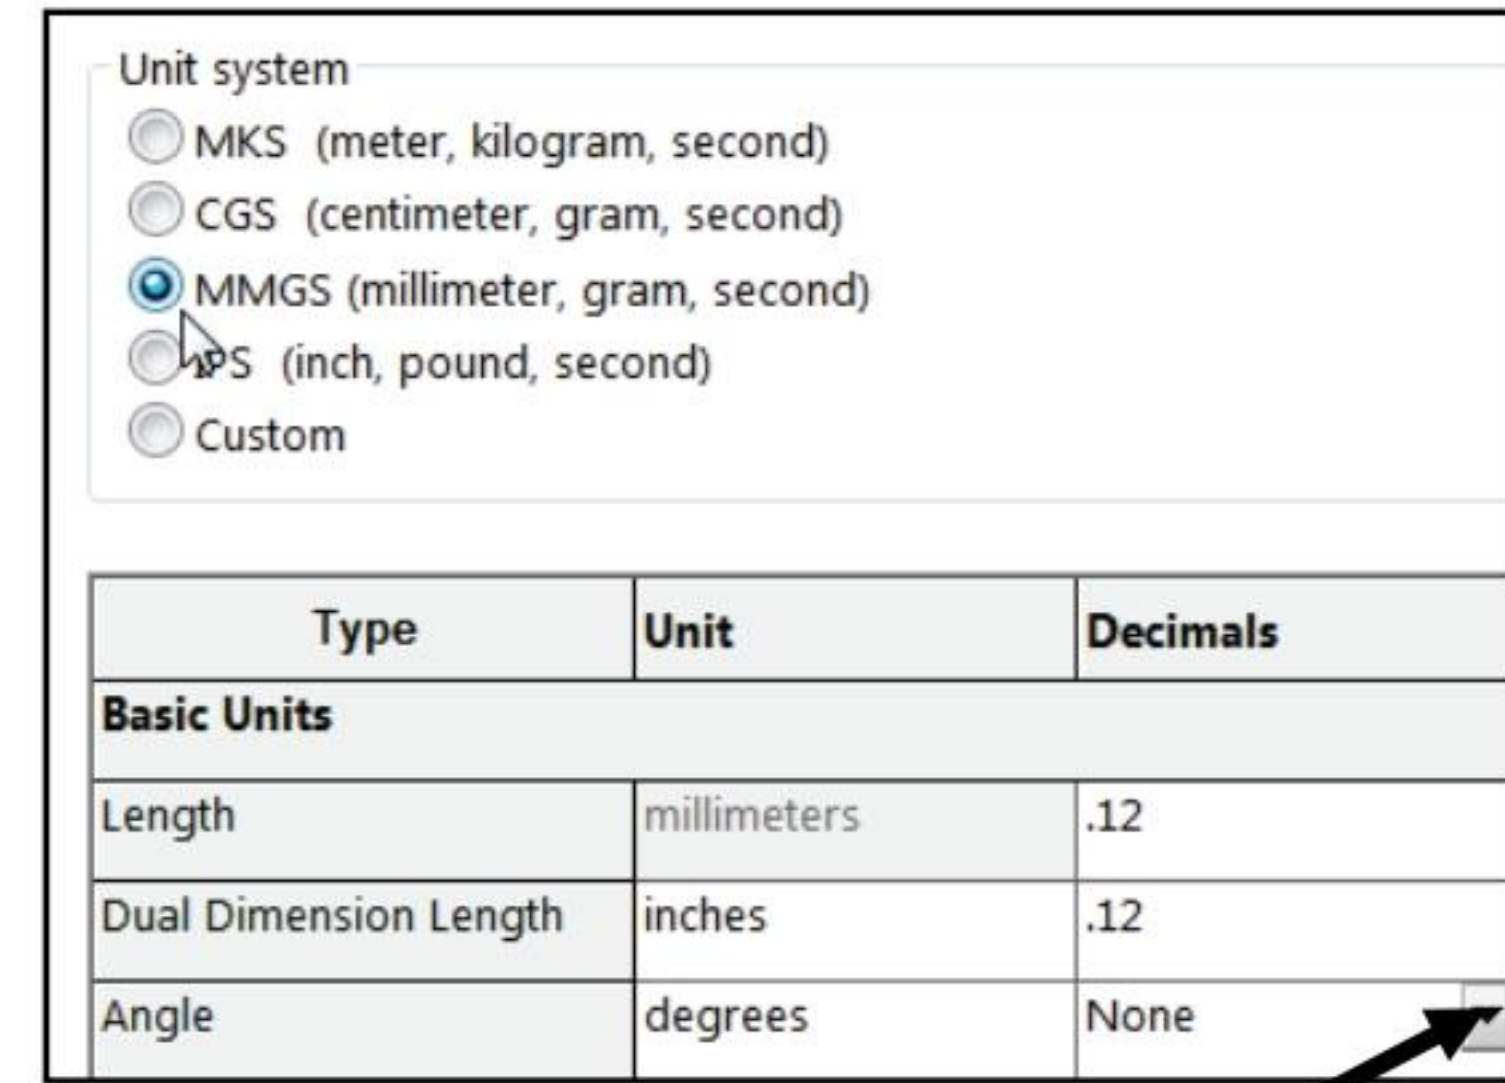 Unit system
MKS (meter, kilogram, second)
CGS (centimeter, gram, second)
MMGS (millimeter, gram, second)
(inch, pound, second)
Custom
Type Unit Decimals
Basic Units
Length millimeters .12
Dual Dimension Length inches .12
Angle degrees None